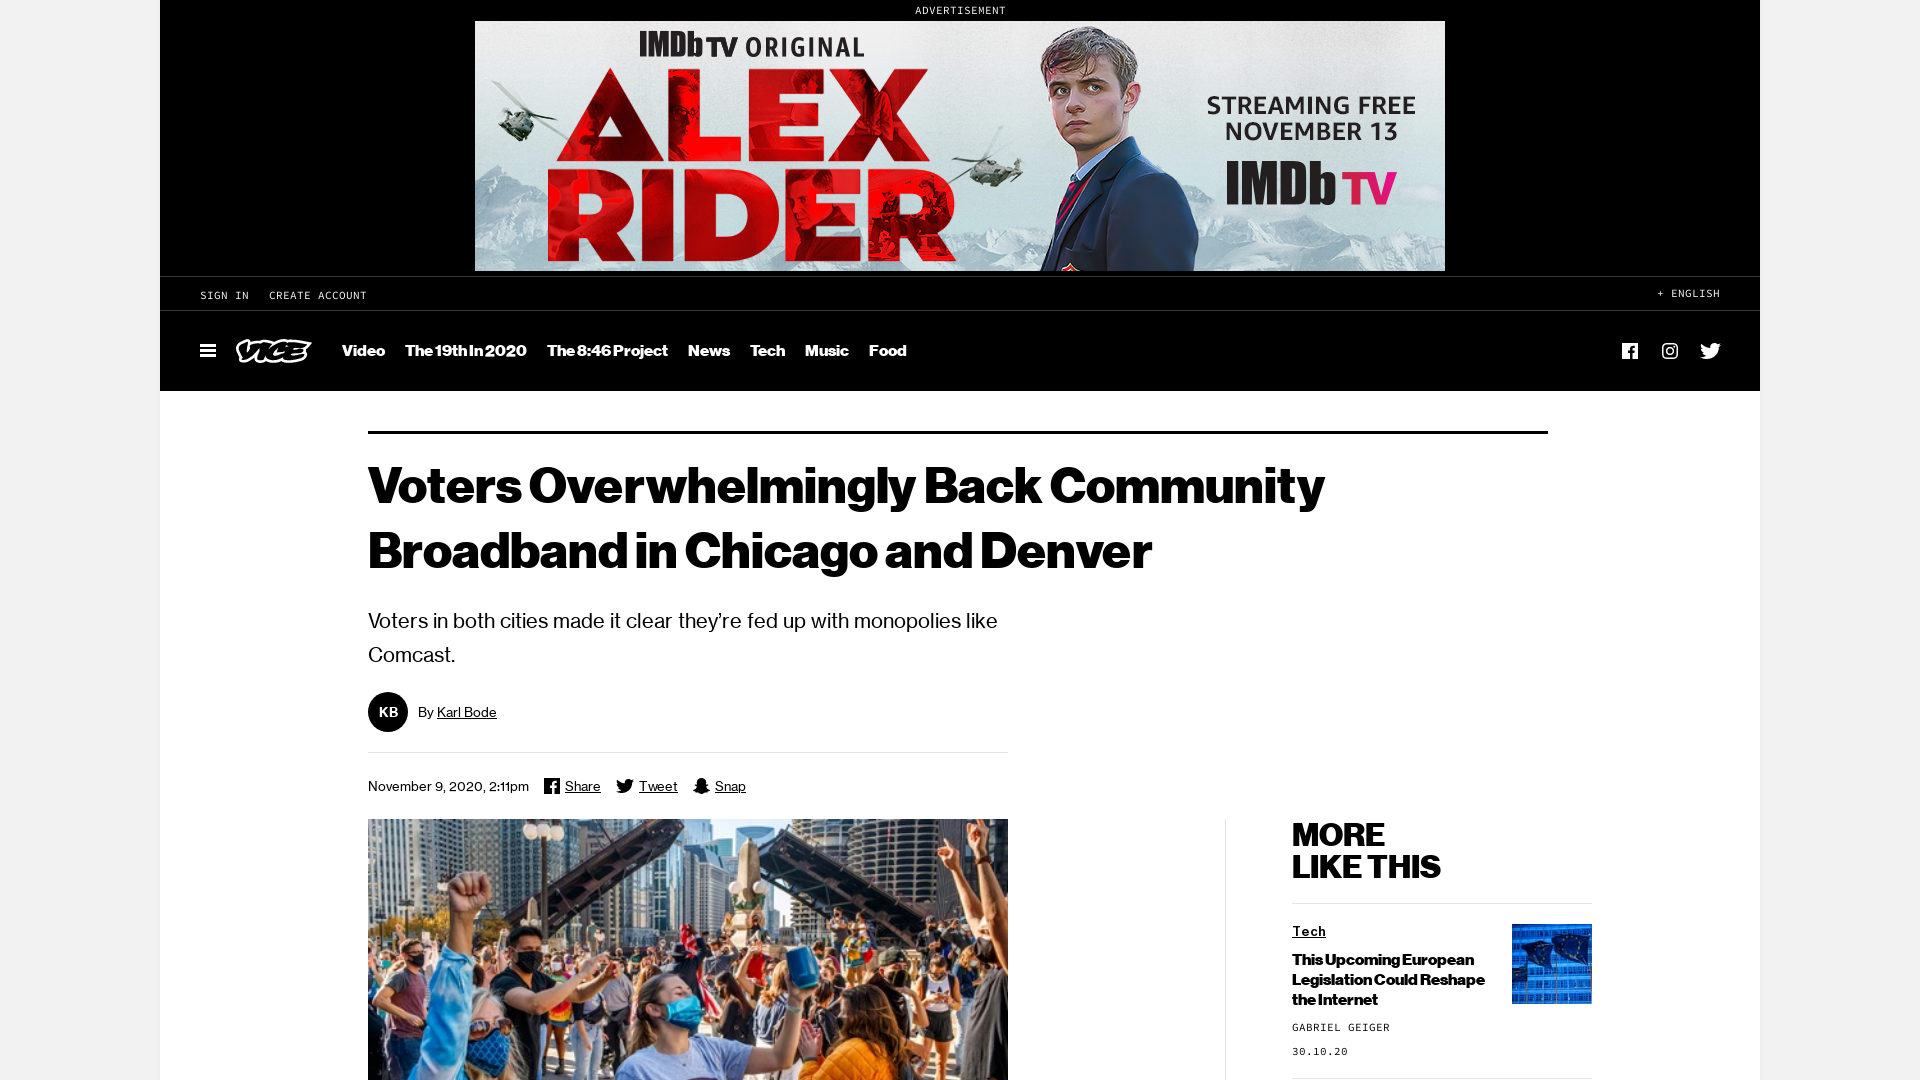 ADVERTISEMENT
IMDb TV ORIGINAL
ALEX
RIDER
STREAMING FREE
NOVEMBER 13
IMDb TV
SIGN IN CREATE ACCOUNT
+ ENGLISH
VICE Video The 19th In 2020 The 8:46 Project News Tech Music Food
Voters Overwhelmingly Back Community
Broadband in Chicago and Denver
Voters in both cities made it clear they’re fed up with monopolies like
Comcast.
KB By Karl Bode
November 9, 2020, 2:11pm Share Tweet Snap
MORE
LIKE THIS
Tech
This Upcoming European
Legislation Could Reshape
the Internet
GABRIEL GEIGER
30.10.20